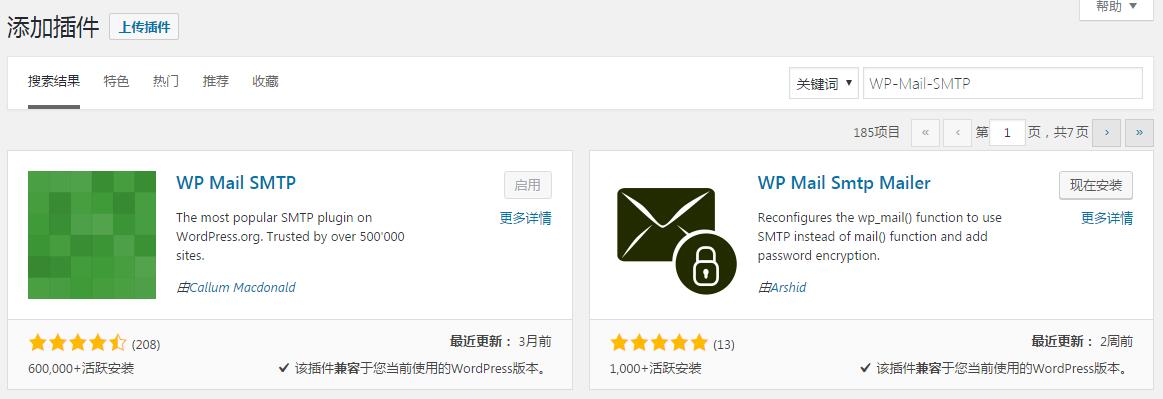 帮助 ▼
添加插件 上传插件
搜索结果 特色 热门 推荐 收藏 关键词 ▼ WP-Mail-SMTP
185项目 « ‹ 第 1 页，共7页 › »
WP Mail SMTP 启用
更多详情
The most popular SMTP plugin on
WordPress.org. Trusted by over 500'000
sites.
由Callum Macdonald
(208) 最近更新： 3月前
600,000+活跃安装 ✔ 该插件兼容于您当前使用的WordPress版本。
WP Mail Smtp Mailer 现在安装
更多详情
Reconfigures the wp_mail() function to use
SMTP instead of mail() function and add
password encryption.
由Arshid
(13) 最近更新： 2周前
1,000+活跃安装 ✔ 该插件兼容于您当前使用的WordPress版本。